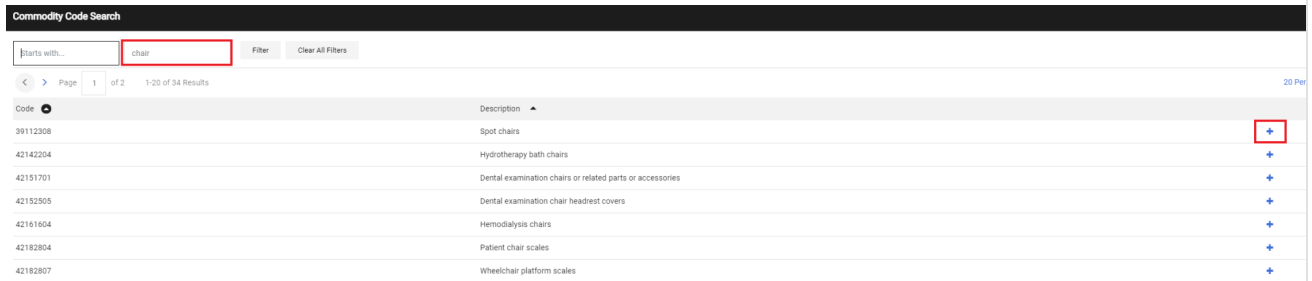 Commodity Code Search
Starts with... chair Filter Clear All Filters
Page 1 of 2 1-20 of 34 Results 20 Per
Code Description
39112308 Spot chairs
42142204 Hydrotherapy bath chairs
42151701 Dental examination chairs or related parts or accessories
42152505 Dental examination chair headrest covers
42161604 Hemodialysis chairs
42182804 Patient chair scales
42182807 Wheelchair platform scales